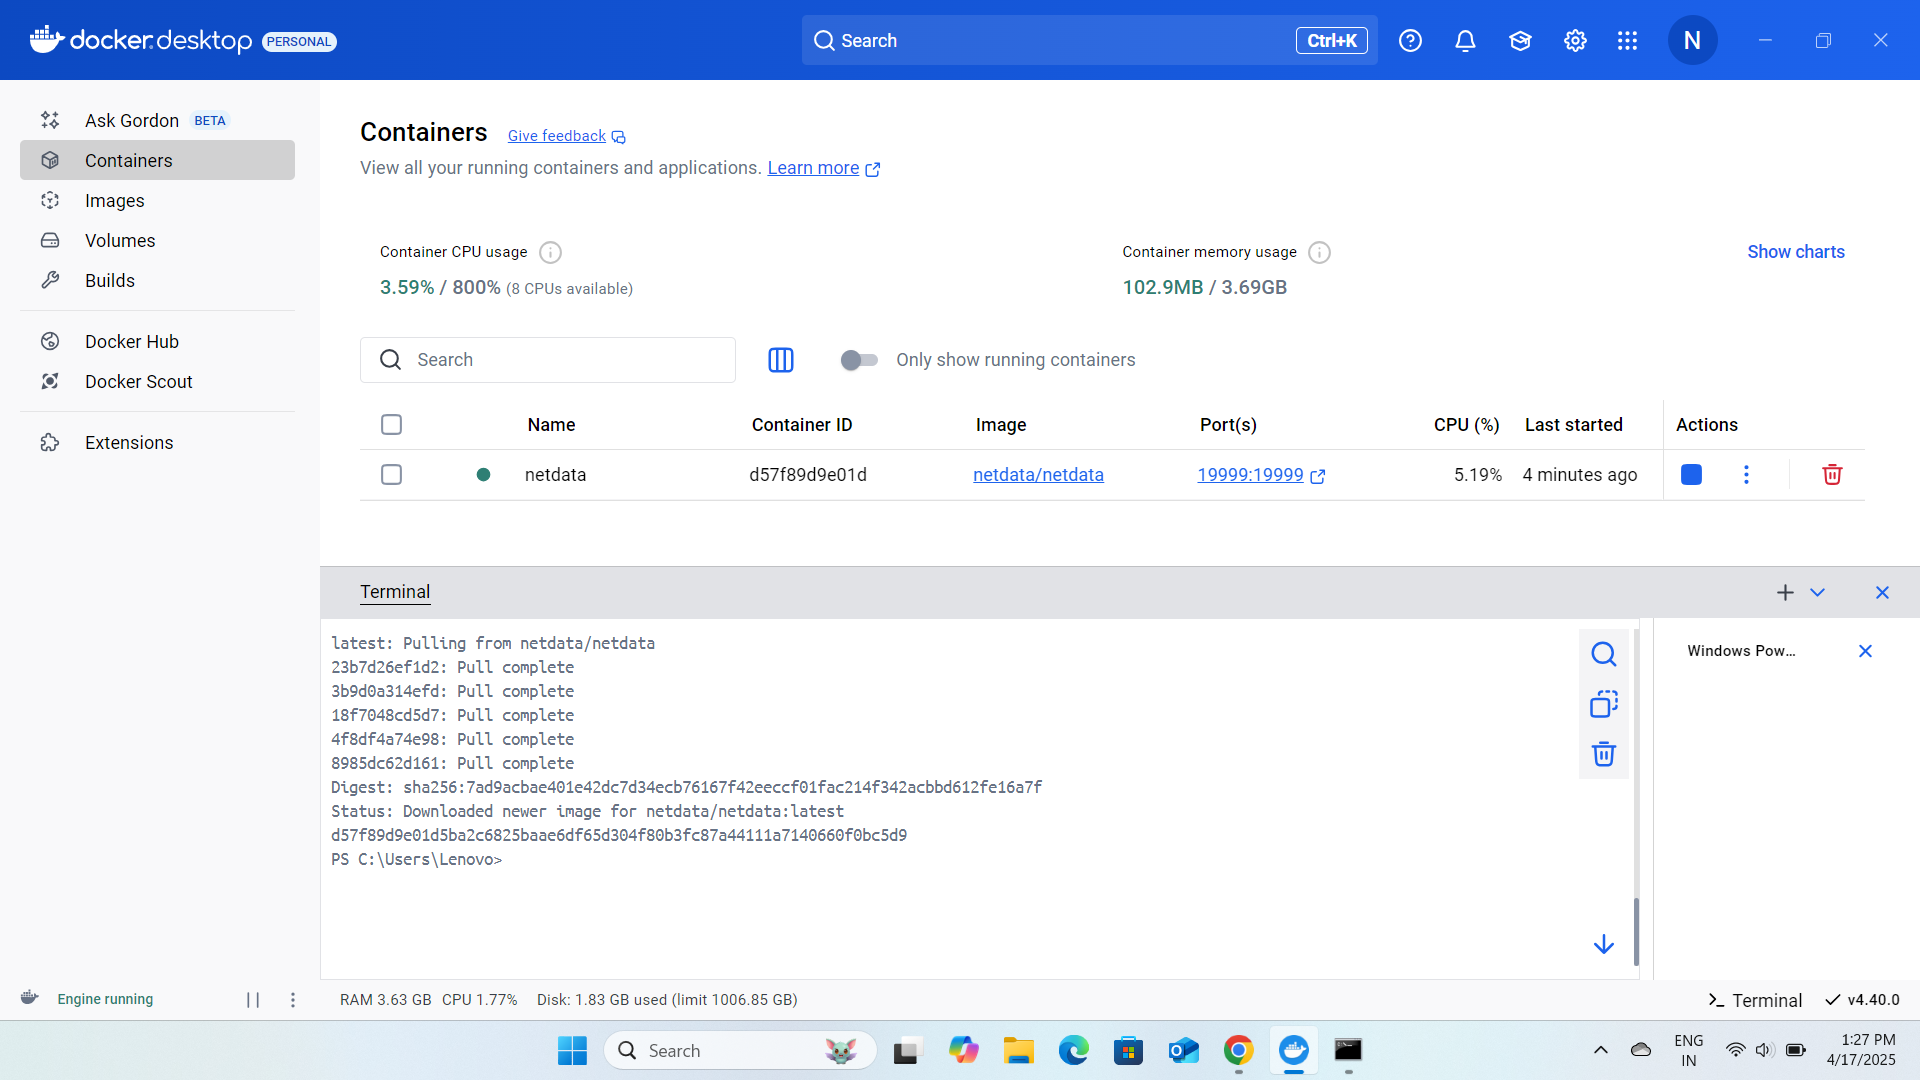 docker.desktop PERSONAL
Search Ctrl+K
N
Ask Gordon BETA
Containers
Images
Volumes
Builds
Docker Hub
Docker Scout
Extensions
Containers Give feedback
View all your running containers and applications. Learn more
Container CPU usage
3.59% / 800% (8 CPUs available)
Container memory usage
102.9MB / 3.69GB
Show charts
Search
Only show running containers
Name Container ID Image Port(s) CPU (%) Last started Actions
netdata d57f89d9e01d netdata/netdata 19999:19999 5.19% 4 minutes ago
Terminal
latest: Pulling from netdata/netdata
23b7d26ef1d2: Pull complete
3b9d0a314efd: Pull complete
18f7048cd5d7: Pull complete
4f8df4a74e98: Pull complete
8985dc62d161: Pull complete
Digest: sha256:7ad9acbae401e42dc7d34ecb76167f42eeccf01fac214f342acbbd612fe16a7f
Status: Downloaded newer image for netdata/netdata:latest
d57f89d9e01d5ba2c6825baae6df65d304f80b3fc87a44111a7140660f0bc5d9
PS C:\Users\Lenovo>
Windows Pow...
Engine running
RAM 3.63 GB CPU 1.77% Disk: 1.83 GB used (limit 1006.85 GB)
Terminal v4.40.0
Search
ENG
IN
1:27 PM
4/17/2025